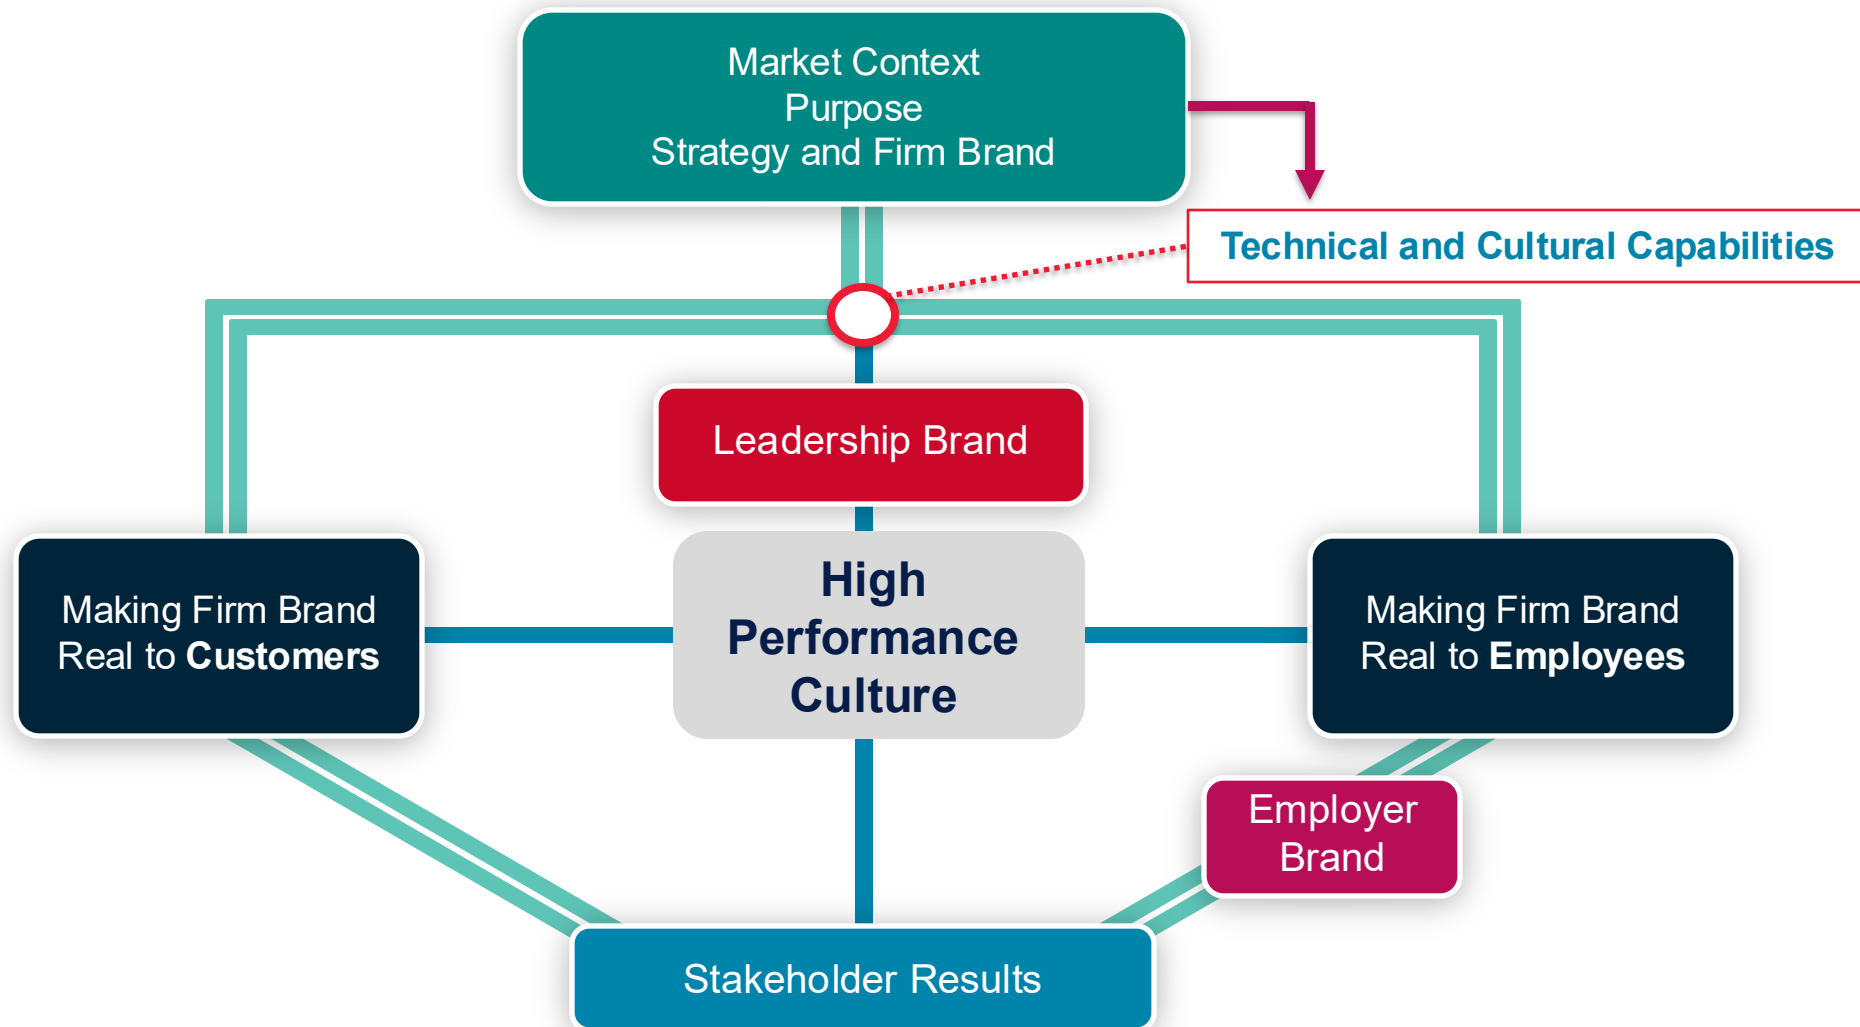 Market Context
Purpose
Strategy and Firm Brand
Technical and Cultural Capabilities
Leadership Brand
High
Performance
Culture
Making Firm Brand
Real to Customers
Making Firm Brand
Real to Employees
Employer
Brand
Stakeholder Results